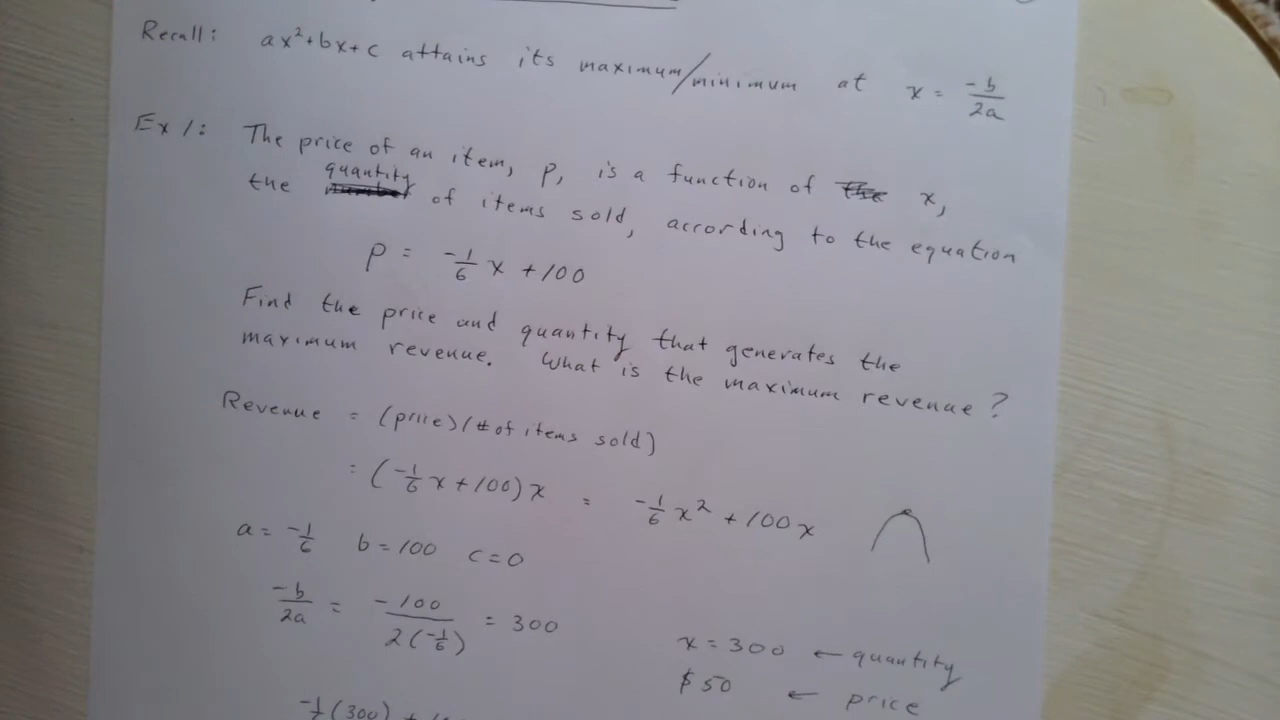 Recall: ax²+bx+c attains its maximum/minimum at x = -b/2a
Ex 1: The price of an item, p, is a function of x,
the quantity of items sold, according to the equation
p = -1/6 x + 100
Find the price and quantity that generates the
maximum revenue. What is the maximum revenue?
Revenue = (price)(# of items sold)
= (-1/6 x + 100) x = -1/6 x² + 100x
a = -1/6 b = 100 c = 0
-b/2a = -100/2(-1/6) = 300
x = 300 ← quantity
$50 ← price
(300) +